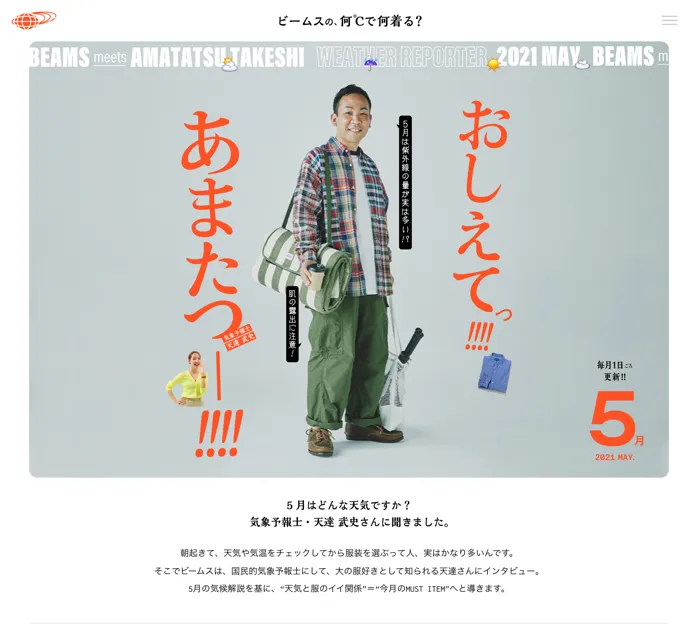 ビームスの、何℃で何着る？
BEAMS meets AMATATSU TAKESHI WEATHER REPORTER 2021 MAY. BEAMS m
おしえてっ!!!!
あまたつー!!!!
5月は紫外線の量が実は多い!?
肌の露出に注意！
気象予報士
天達 武史
毎月1日ごろ
更新!!
5月
2021 MAY.
５月はどんな天気ですか？
気象予報士・天達 武史さんに聞きました。
朝起きて、天気や気温をチェックしてから服装を選ぶって人、実はかなり多いんです。
そこでビームスは、国民的気象予報士にして、大の服好きとして知られる天達さんにインタビュー。
5月の気候解説を基に、“天気と服のイイ関係”＝“今月のMUST ITEM”へと導きます。